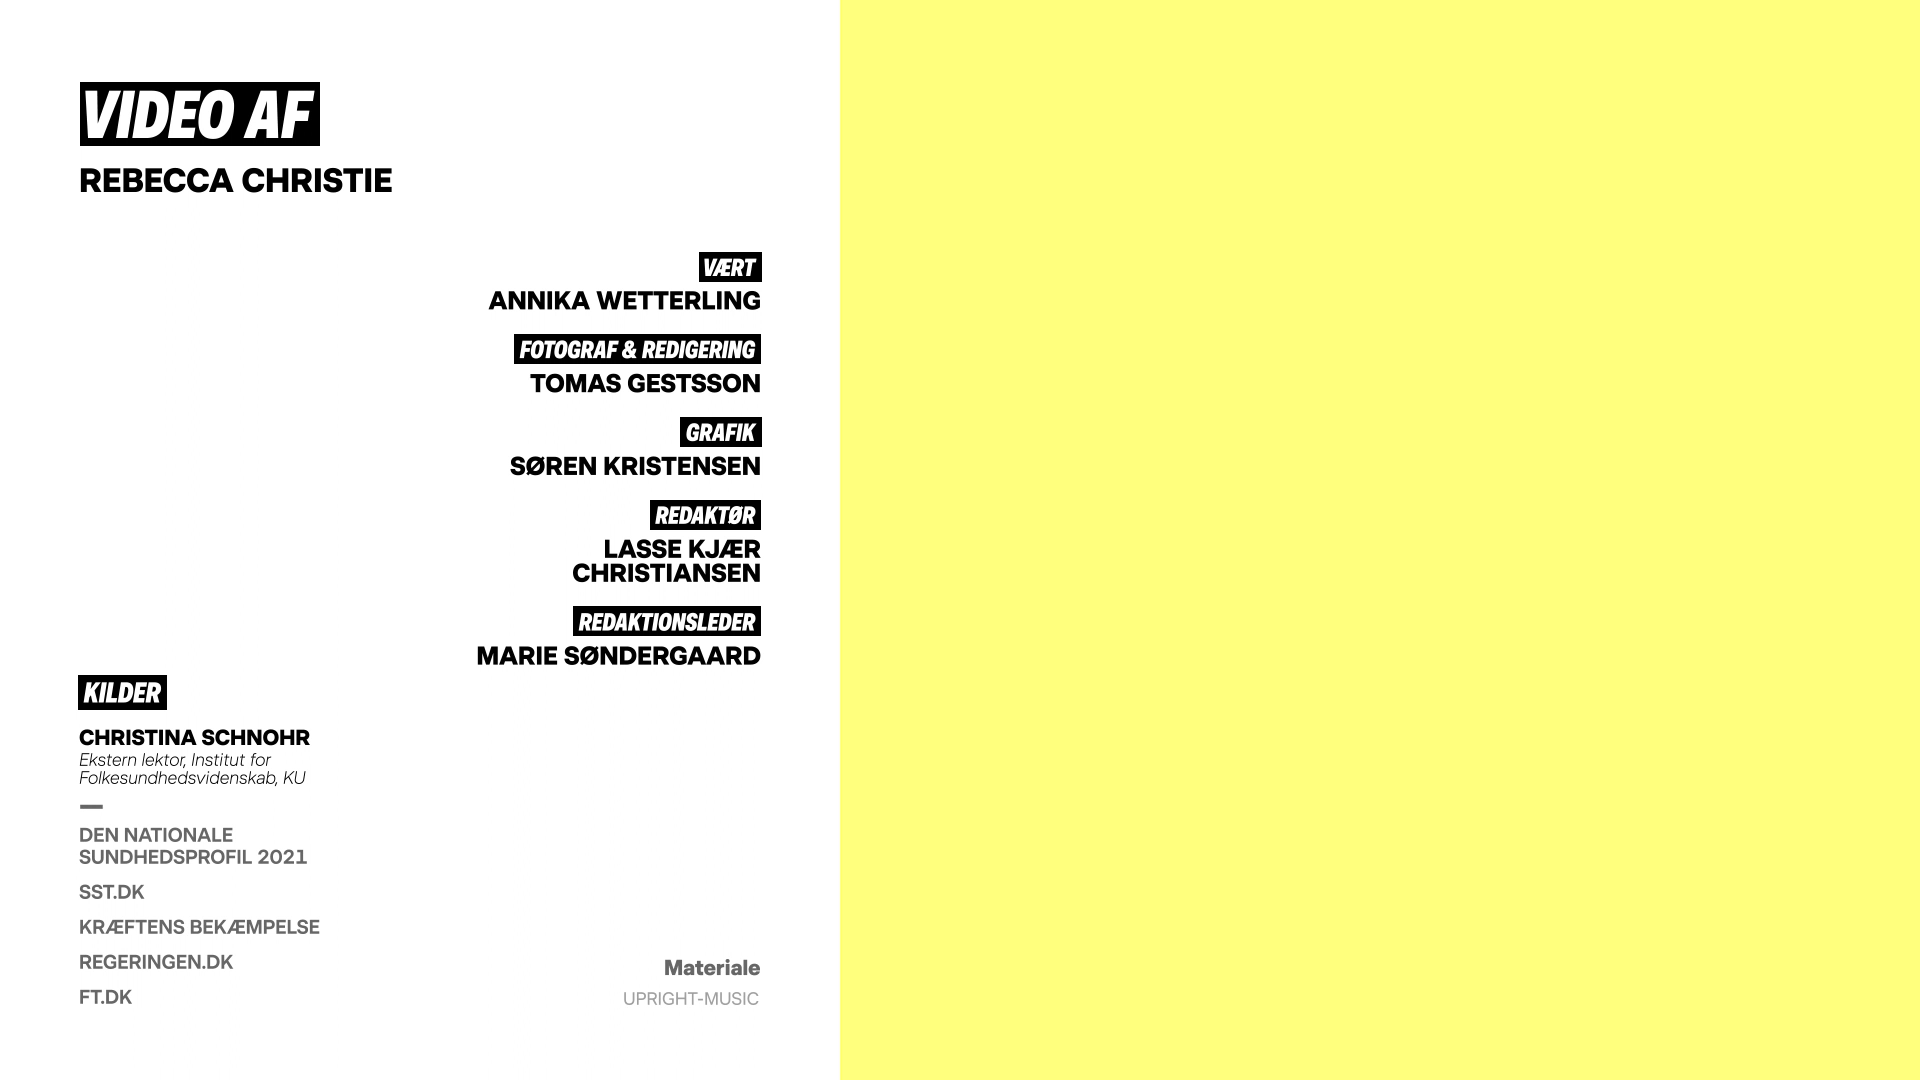 VIDEO AF
REBECCA CHRISTIE
VÆRT
ANNIKA WETTERLING
FOTOGRAF & REDIGERING
TOMAS GESTSSON
GRAFIK
SØREN KRISTENSEN
REDAKTØR
LASSE KJÆR
CHRISTIANSEN
REDAKTIONSLEDER
MARIE SØNDERGAARD
KILDER
CHRISTINA SCHNOHR
Ekstern lektor, Institut for
Folkesundhedsvidenskab, KU
—
DEN NATIONALE
SUNDHEDSPROFIL 2021
SST.DK
KRÆFTENS BEKÆMPELSE
REGERINGEN.DK
FT.DK
Materiale
UPRIGHT-MUSIC